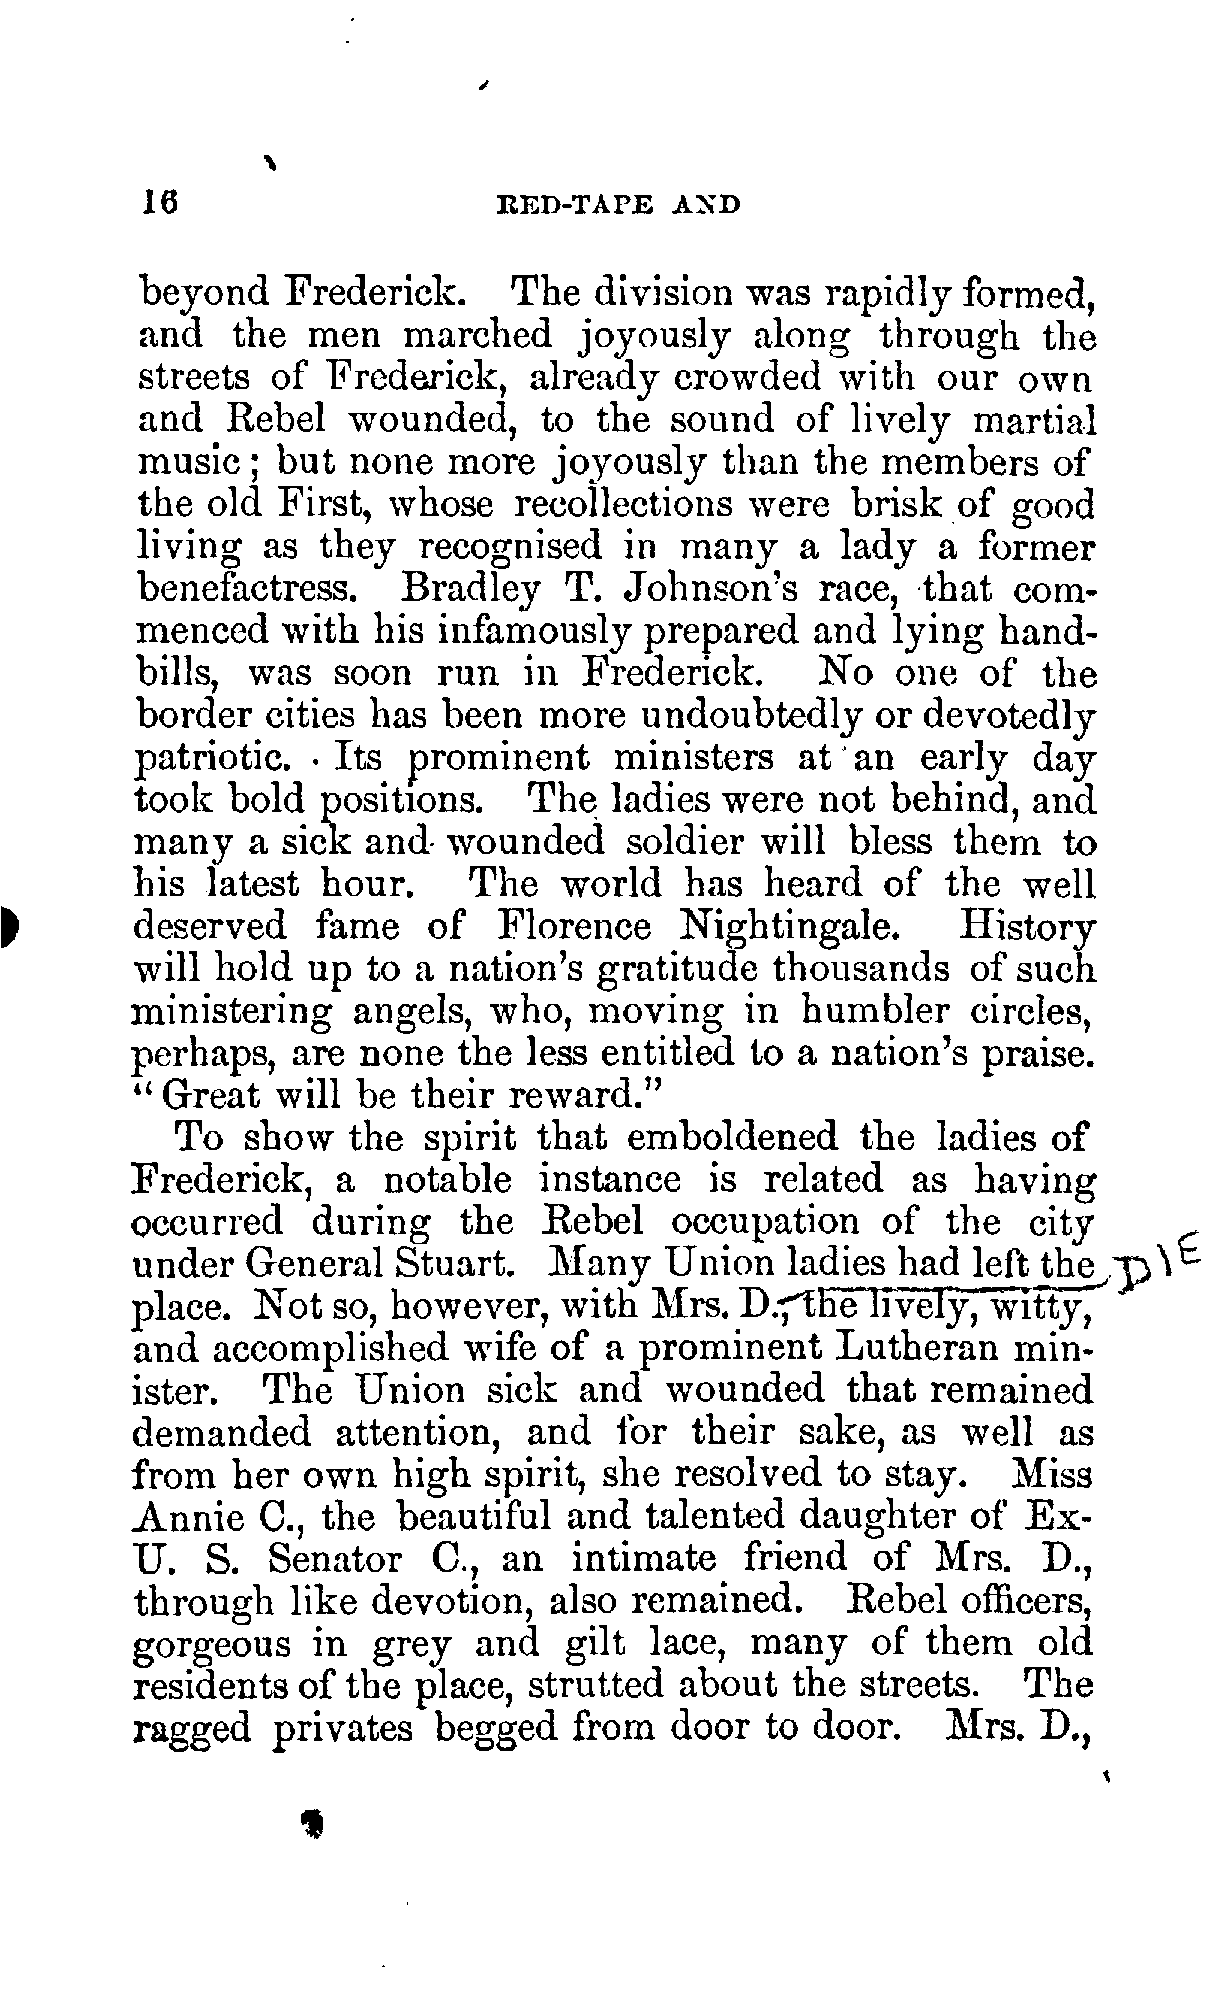 16 RED-TAPE AND
beyond Frederick. The division was rapidly formed,
and the men marched joyously along through the
streets of Frederick, already crowded with our own
and Rebel wounded, to the sound of lively martial
music; but none more joyously than the members of
the old First, whose recollections were brisk of good
living as they recognised in many a lady a former
benefactress. Bradley T. Johnson's race, that com-
menced with his infamously prepared and lying hand-
bills, was soon run in Frederick. No one of the
border cities has been more undoubtedly or devotedly
patriotic. Its prominent ministers at an early day
took bold positions. The ladies were not behind, and
many a sick and wounded soldier will bless them to
his latest hour. The world has heard of the well
deserved fame of Florence Nightingale. History
will hold up to a nation's gratitude thousands of such
ministering angels, who, moving in humbler circles,
perhaps, are none the less entitled to a nation's praise.
"Great will be their reward."
To show the spirit that emboldened the ladies of
Frederick, a notable instance is related as having
occurred during the Rebel occupation of the city
under General Stuart. Many Union ladies had left the DIE
place. Not so, however, with Mrs. D., the lively, witty,
and accomplished wife of a prominent Lutheran min-
ister. The Union sick and wounded that remained
demanded attention, and for their sake, as well as
from her own high spirit, she resolved to stay. Miss
Annie C., the beautiful and talented daughter of Ex-
U. S. Senator C., an intimate friend of Mrs. D.,
through like devotion, also remained. Rebel officers,
gorgeous in grey and gilt lace, many of them old
residents of the place, strutted about the streets. The
ragged privates begged from door to door. Mrs. D.,